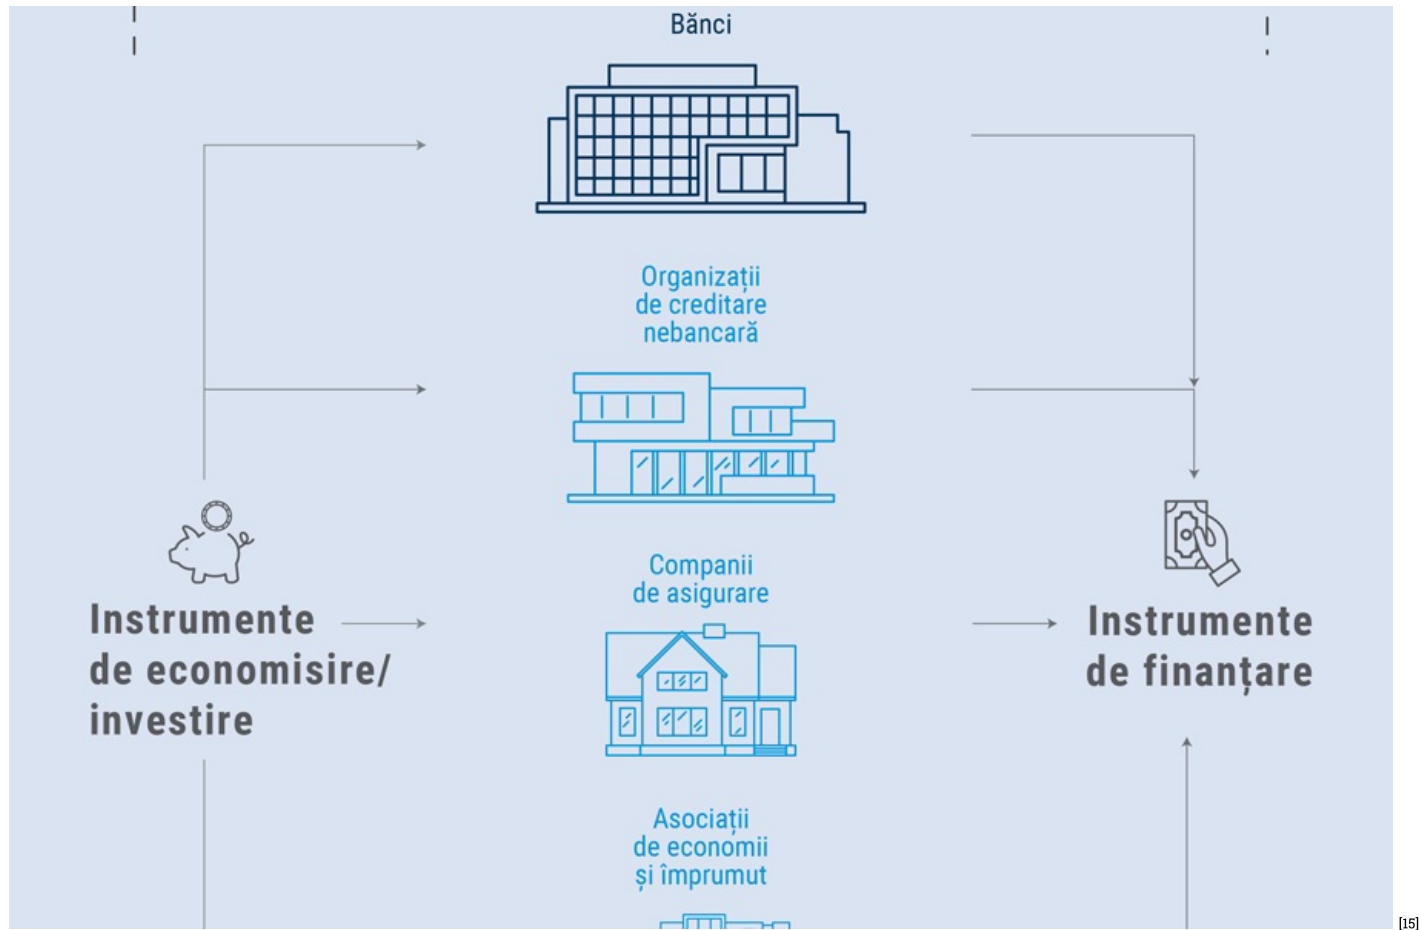 Bănci
Organizații
de creditare
nebancară
Companii
de asigurare
Instrumente
de economisire/
investire
Instrumente
de finanțare
Asociații
de economii
și împrumut
[15]